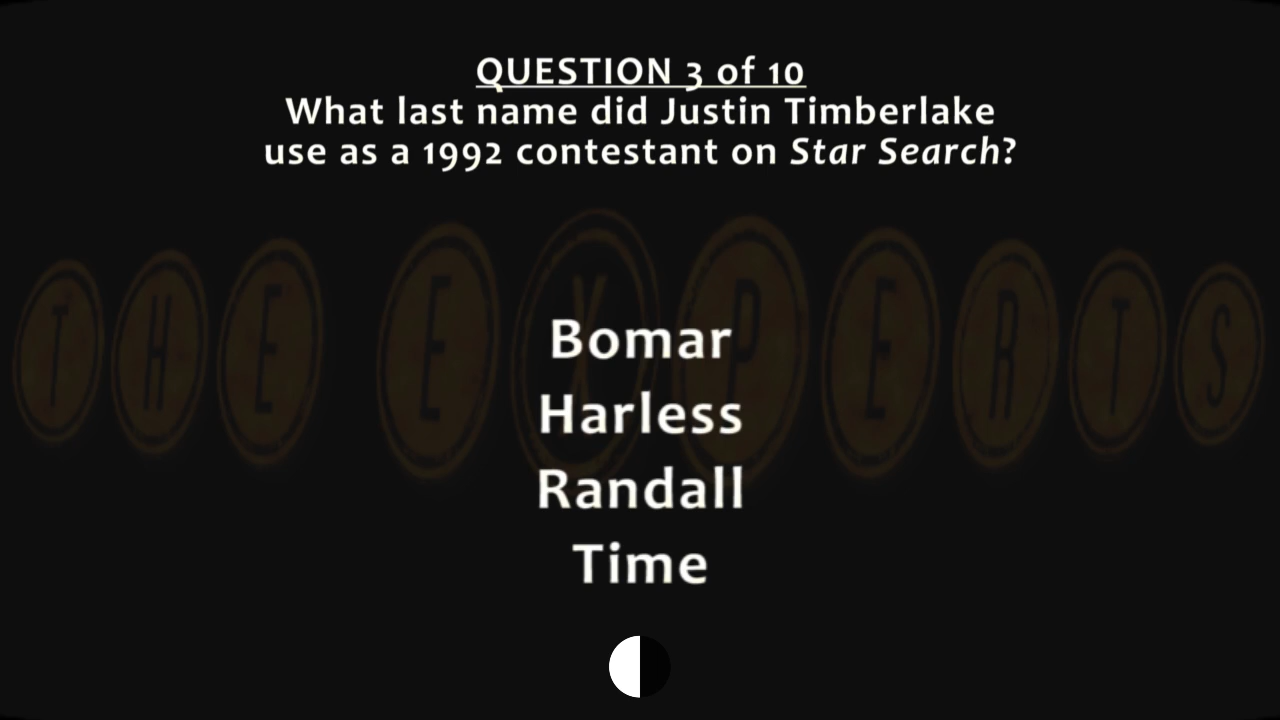 QUESTION 3 of 10
What last name did Justin Timberlake
use as a 1992 contestant on Star Search?
THE EXPERTS
Bomar
Harless
Randall
Time